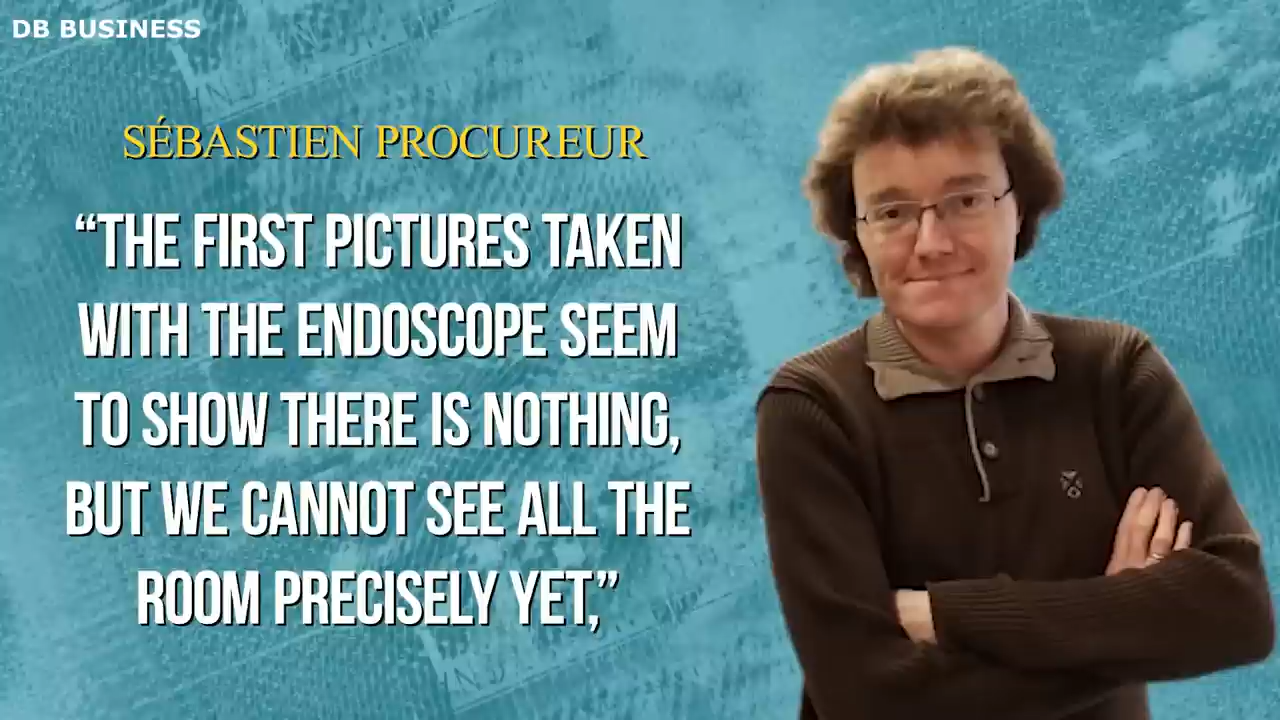 DB BUSINESS
SÉBASTIEN PROCUREUR
“THE FIRST PICTURES TAKEN
WITH THE ENDOSCOPE SEEM
TO SHOW THERE IS NOTHING,
BUT WE CANNOT SEE ALL THE
ROOM PRECISELY YET,”